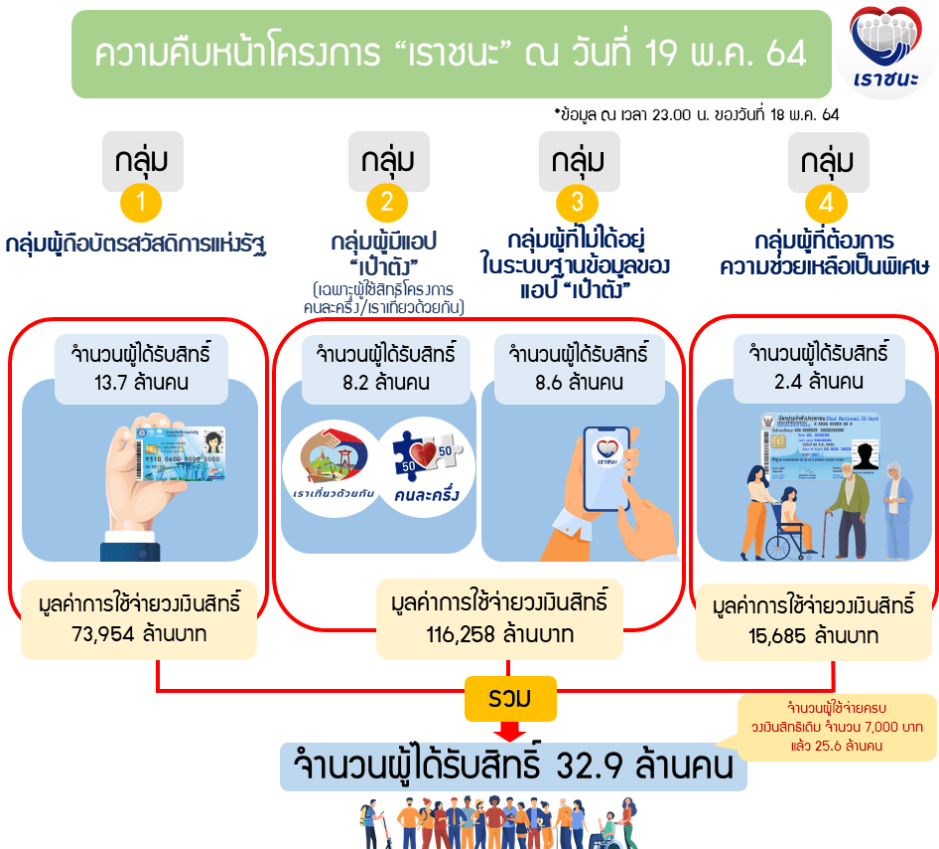 ความคืบหน้าโครงการ “เราชนะ” ณ วันที่ 19 พ.ค. 64
เราชนะ
*ข้อมูล ณ เวลา 23.00 น. ของวันที่ 18 พ.ค. 64
กลุ่ม
1
กลุ่มผู้ถือบัตรสวัสดิการแห่งรัฐ
กลุ่ม
2
กลุ่มผู้มีแอป
“เป๋าตัง”
(เฉพาะผู้ใช้สิทธิโครงการ
คนละครึ่ง/เราเที่ยวด้วยกัน)
กลุ่ม
3
กลุ่มผู้ที่ไม่ได้อยู่
ในระบบฐานข้อมูลของ
แอป “เป๋าตัง”
กลุ่ม
4
กลุ่มผู้ที่ต้องการ
ความช่วยเหลือเป็นพิเศษ
จำนวนผู้ได้รับสิทธิ์
13.7 ล้านคน
จำนวนผู้ได้รับสิทธิ์
8.2 ล้านคน
เราเที่ยวด้วยกัน
50 50
คนละครึ่ง
จำนวนผู้ได้รับสิทธิ์
8.6 ล้านคน
เราชนะ
จำนวนผู้ได้รับสิทธิ์
2.4 ล้านคน
มูลค่าการใช้จ่ายวงเงินสิทธิ์
73,954 ล้านบาท
มูลค่าการใช้จ่ายวงเงินสิทธิ์
116,258 ล้านบาท
มูลค่าการใช้จ่ายวงเงินสิทธิ์
15,685 ล้านบาท
รวม
จำนวนผู้ใช้จ่ายครบ
วงเงินสิทธิเดิม จำนวน 7,000 บาท
แล้ว 25.6 ล้านคน
จำนวนผู้ได้รับสิทธิ์ 32.9 ล้านคน